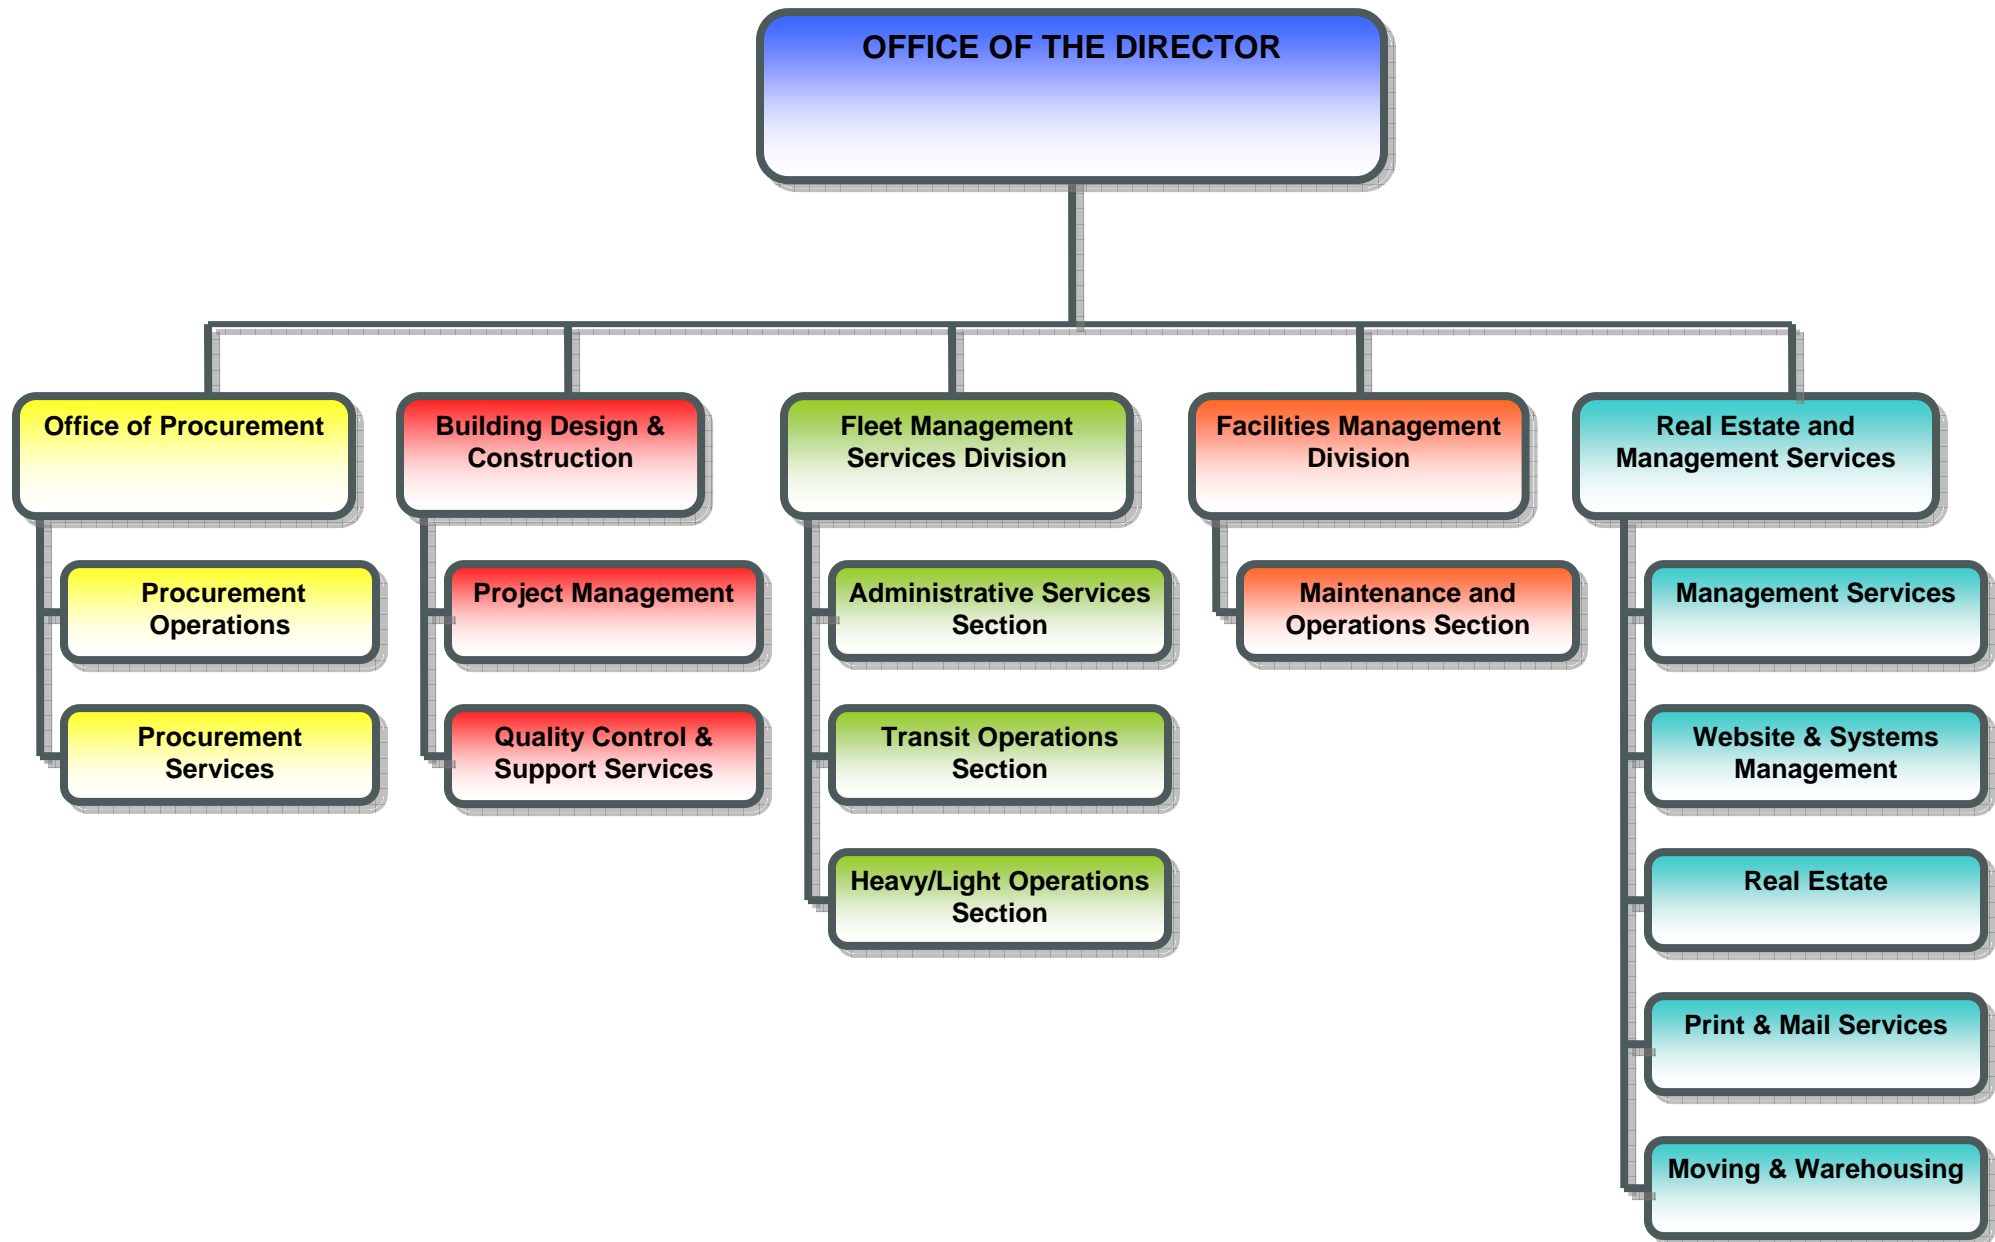 OFFICE OF THE DIRECTOR
Office of Procurement
Procurement
Operations
Procurement
Services
Building Design &
Construction
Project Management
Quality Control &
Support Services
Fleet Management
Services Division
Administrative Services
Section
Transit Operations
Section
Heavy/Light Operations
Section
Facilities Management
Division
Maintenance and
Operations Section
Real Estate and
Management Services
Management Services
Website & Systems
Management
Real Estate
Print & Mail Services
Moving & Warehousing